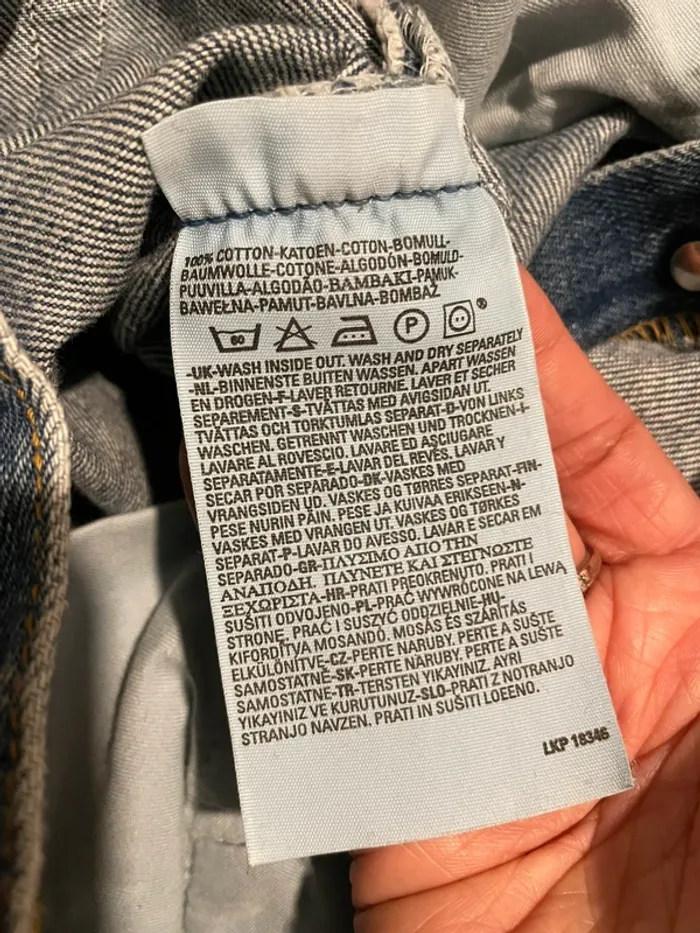 100% COTTON-KATOEN-COTON-BOMULL-
BAUMWOLLE-COTONE-ALGODÓN-BOMULD-
PUUVILLA-ALGODÃO-BAMBAKI-PAMUK-
BAWEŁNA-PAMUT-BAVLNA-BOMBAŽ
60 P ®
-UK-WASH INSIDE OUT. WASH AND DRY SEPARATELY
-NL-BINNENSTE BUITEN WASSEN. APART WASSEN
EN DROGEN-F-LAVER RETOURNE. LAVER ET SECHER
SEPAREMENT-S-TVÄTTAS MED AVIGSIDAN UT.
TVÄTTAS OCH TORKTUMLAS SEPARAT-D-VON LINKS
WASCHEN. GETRENNT WASCHEN UND TROCKNEN-I-
LAVARE AL ROVESCIO. LAVARE ED ASCIUGARE
SEPARATAMENTE-E-LAVAR DEL REVÉS. LAVAR Y
SECAR POR SEPARADO-DK-VASKES MED
VRANGSIDEN UD. VASKES OG TØRRES SEPARAT-FIN-
PESE NURIN PÄIN. PESE JA KUIVAA ERIKSEEN-N-
VASKES MED VRANGEN UT. VASKES OG TØRKES
SEPARAT-P-LAVAR DO AVESSO. LAVAR E SECAR EM
SEPARADO-GR-ΠΛΥΣΙΜΟ ΑΠΟ ΤΗΝ
ΑΝΑΠΟΔΗ. ΠΛΥΝΕΤΕ ΚΑΙ ΣΤΕΓΝΩΣΤΕ
ΞΕΧΩΡΙΣΤΑ-HR-PRATI PREOKRENUTO. PRATI I
SUŠITI ODVOJENO-PL-PRAĆ WYWRÓCONE NA LEWĄ
STRONĘ. PRAĆ I SUSZYĆ ODDZIELNIE-HU-
KIFORDÍTVA MOSANDÓ. MOSÁS ÉS SZÁRÍTÁS
ELKÜLÖNÍTVE-CZ-PERTE NARUBY. PERTE A SUŠTE
SAMOSTATNĚ-SK-PERTE NARUBY. PERTE A SUŠTE
SAMOSTATNE-TR-TERSTEN YIKAYINIZ. AYRI
YIKAYINIZ VE KURUTUNUZ-SLO-PRATI Z NOTRANJO
STRANJO NAVZEN. PRATI IN SUŠITI LOEENO.
LKP 18346